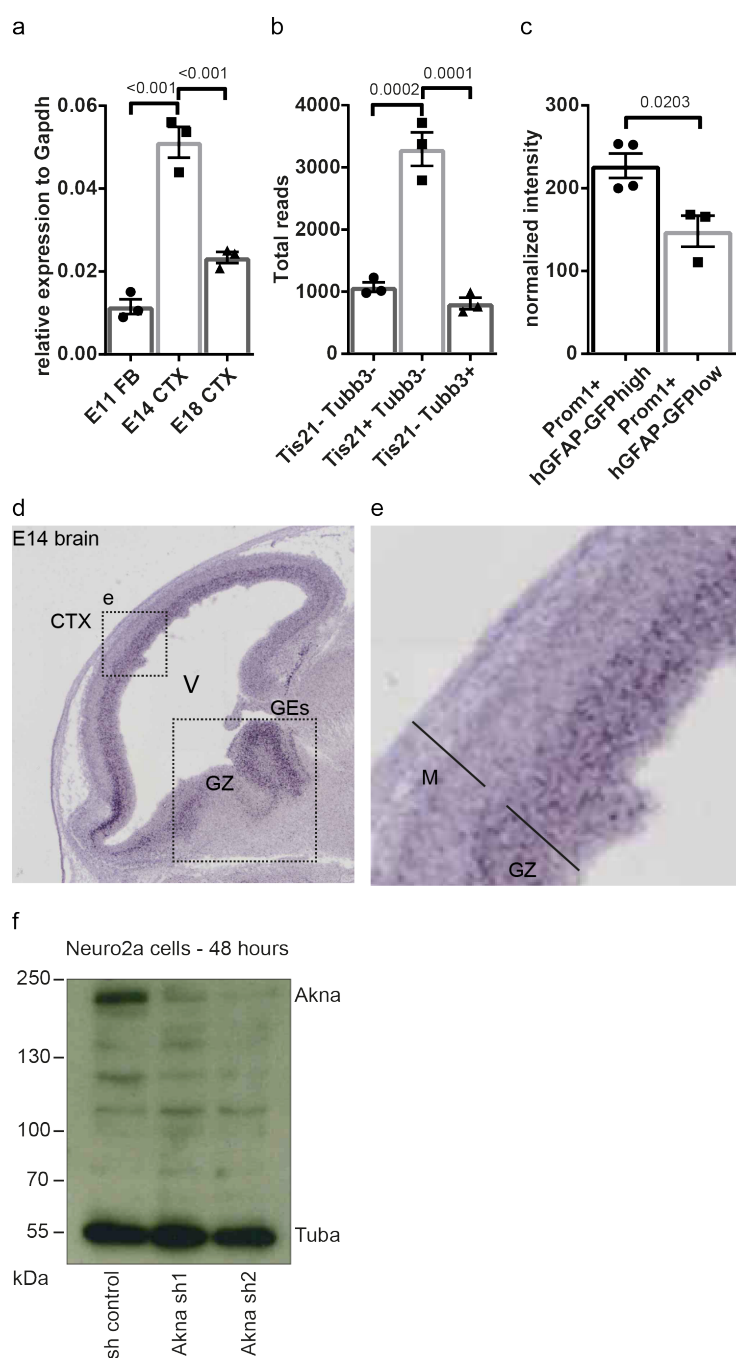 a
b
c
<0.001
<0.001
0.06
0.04
0.02
0.00
relative expression to Gapdh
E11 FB
E14 CTX
E18 CTX
0.0002
0.0001
4000
3000
2000
1000
0
Total reads
Tis21- Tubb3-
Tis21+ Tubb3-
Tis21- Tubb3+
0.0203
300
200
100
0
normalized intensity
Prom1+
hGFAP-GFPhigh
Prom1+
hGFAP-GFPlow
d
E14 brain
e
CTX
V
GEs
GZ
e
M
GZ
f
Neuro2a cells - 48 hours
250
130
100
70
55
kDa
Akna
Tuba
sh control
Akna sh1
Akna sh2